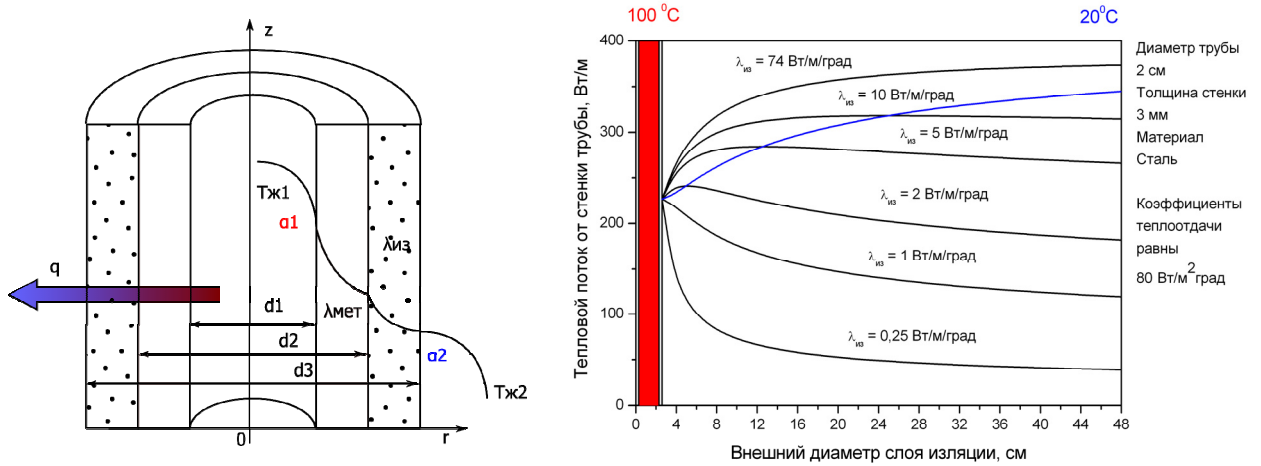 z
Тж1
α1
λиз
q
d1
λмет
d2
α2
d3
Тж2
0
r
100 ⁰C
20⁰C
Тепловой поток от стенки трубы, Вт/м
400
300
200
100
0
λиз = 74 Вт/м/град
λиз = 10 Вт/м/град
λиз = 5 Вт/м/град
λиз = 2 Вт/м/град
λиз = 1 Вт/м/град
λиз = 0,25 Вт/м/град
0 4 8 12 16 20 24 28 32 36 40 44 48
Внешний диаметр слоя изляции, см
Диаметр трубы
2 см
Толщина стенки
3 мм
Материал
Сталь
Коэффициенты
теплоотдачи
равны
80 Вт/м²град